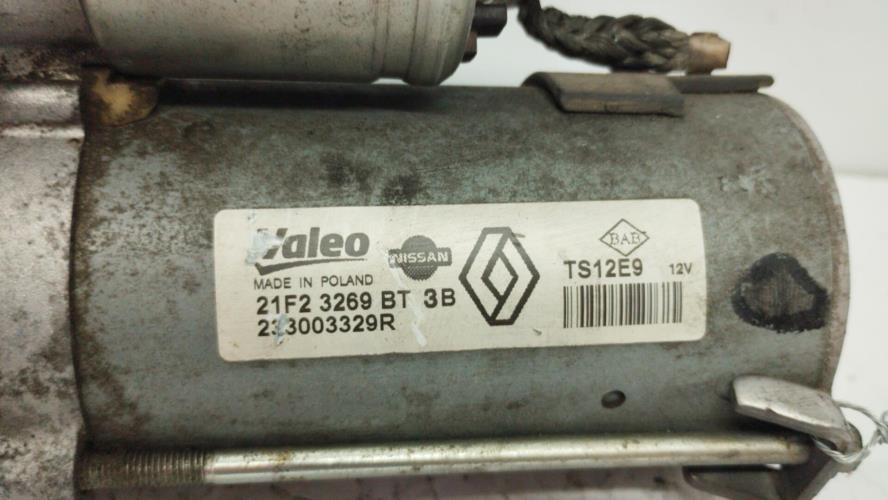 Valeo
NISSAN
MADE IN POLAND
21F2 3269 BT 3B
233003329R
BAB
TS12E9 12V